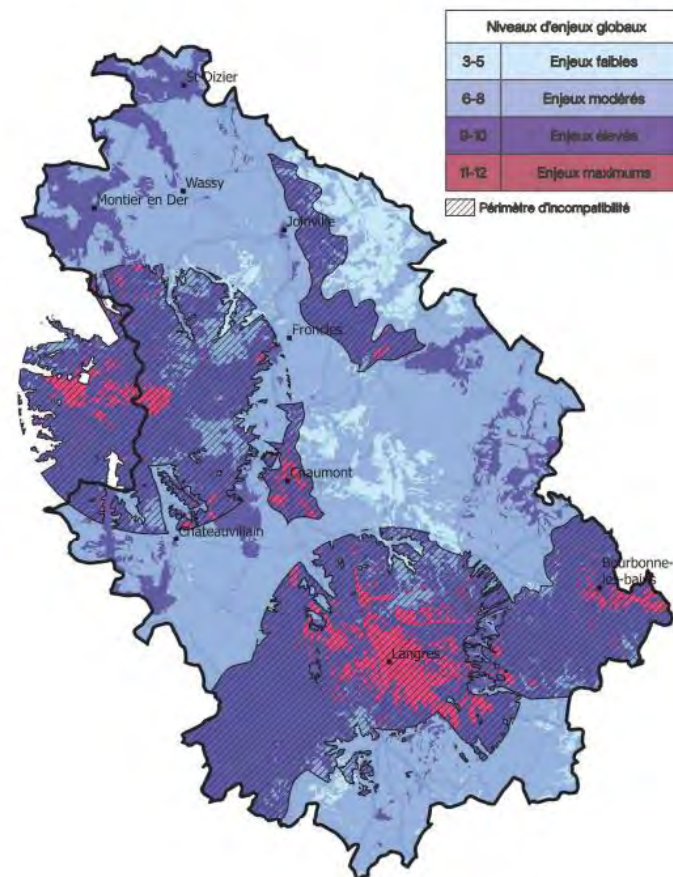 Niveaux d'enjeux globaux
3-5 Enjeux faibles
6-8 Enjeux modérés
9-10 Enjeux élevés
11-12 Enjeux maximums
Périmètre d'incompatibilité
St-Dizier
Wassy
Montier en Der
Joinville
Froncles
Chaumont
Chateauvillain
Bourbonne-
les-bains
Langres